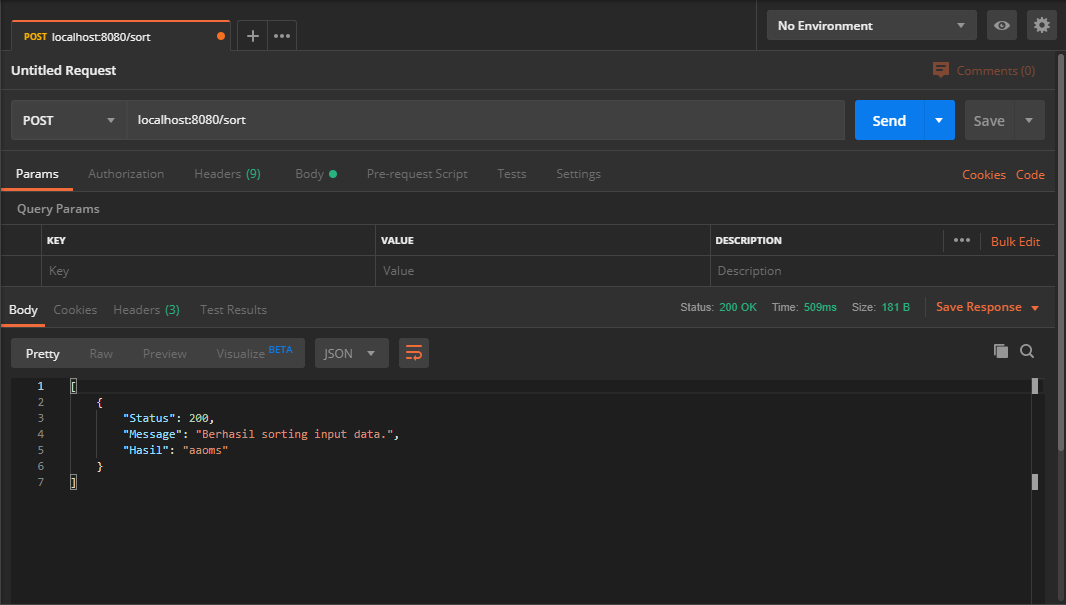 POST localhost:8080/sort + ••• No Environment
Untitled Request Comments (0)
POST localhost:8080/sort Send Save
Params Authorization Headers (9) Body Pre-request Script Tests Settings Cookies Code
Query Params
KEY VALUE DESCRIPTION ••• Bulk Edit
Key Value Description
Body Cookies Headers (3) Test Results Status: 200 OK Time: 509ms Size: 181 B Save Response
Pretty Raw Preview Visualize BETA JSON
1 [
2 {
3 "Status": 200,
4 "Message": "Berhasil sorting input data.",
5 "Hasil": "aaoms"
6 }
7 ]